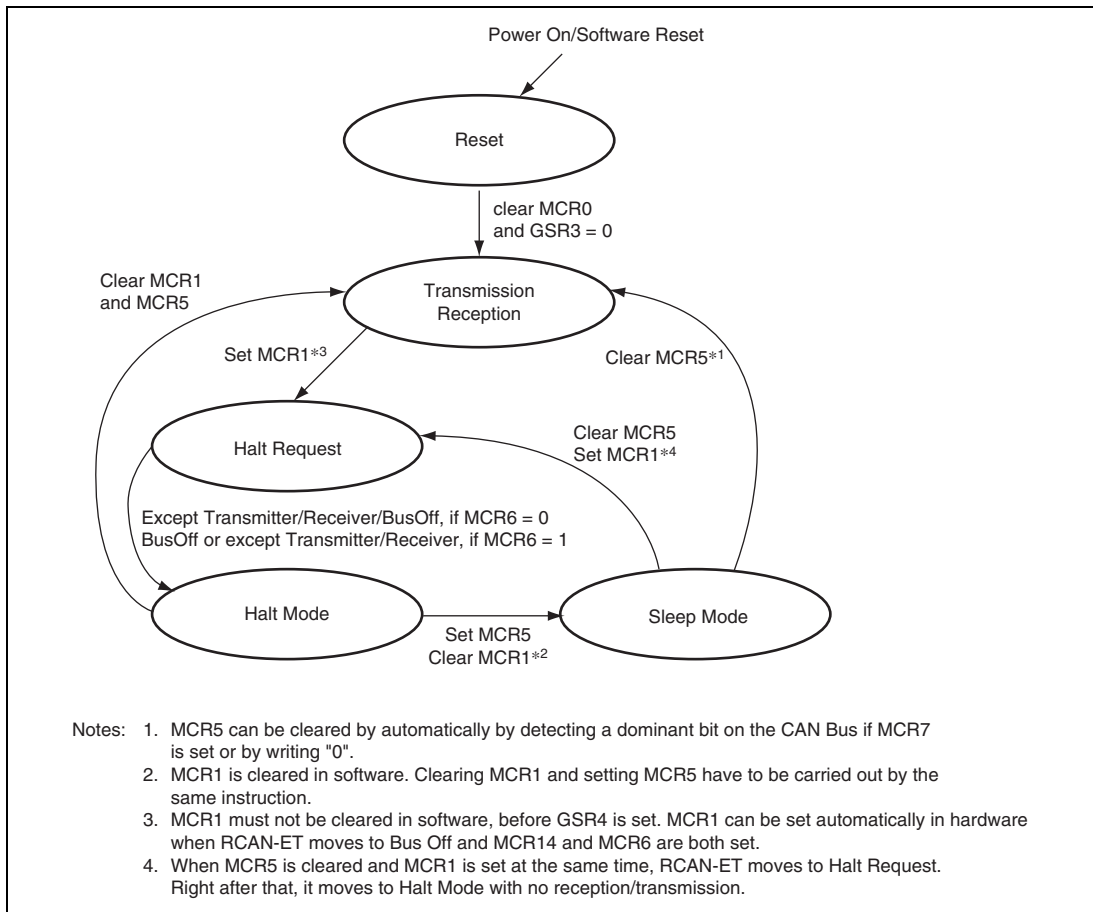 Power On/Software Reset
Reset
clear MCR0
and GSR3 = 0
Clear MCR1
and MCR5
Transmission
Reception
Set MCR1*3
Clear MCR5*1
Halt Request
Clear MCR5
Set MCR1*4
Except Transmitter/Receiver/BusOff, if MCR6 = 0
BusOff or except Transmitter/Receiver, if MCR6 = 1
Halt Mode
Sleep Mode
Set MCR5
Clear MCR1*2
Notes: 1. MCR5 can be cleared by automatically by detecting a dominant bit on the CAN Bus if MCR7
is set or by writing "0".
2. MCR1 is cleared in software. Clearing MCR1 and setting MCR5 have to be carried out by the
same instruction.
3. MCR1 must not be cleared in software, before GSR4 is set. MCR1 can be set automatically in hardware
when RCAN-ET moves to Bus Off and MCR14 and MCR6 are both set.
4. When MCR5 is cleared and MCR1 is set at the same time, RCAN-ET moves to Halt Request.
Right after that, it moves to Halt Mode with no reception/transmission.